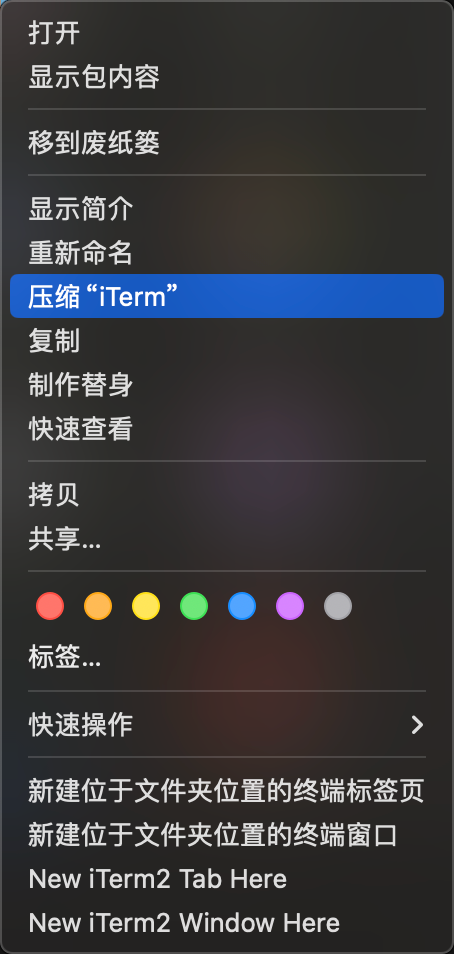 打开
显示包内容
移到废纸篓
显示简介
重新命名
压缩“iTerm”
复制
制作替身
快速查看
拷贝
共享...
标签...
快速操作
新建位于文件夹位置的终端标签页
新建位于文件夹位置的终端窗口
New iTerm2 Tab Here
New iTerm2 Window Here